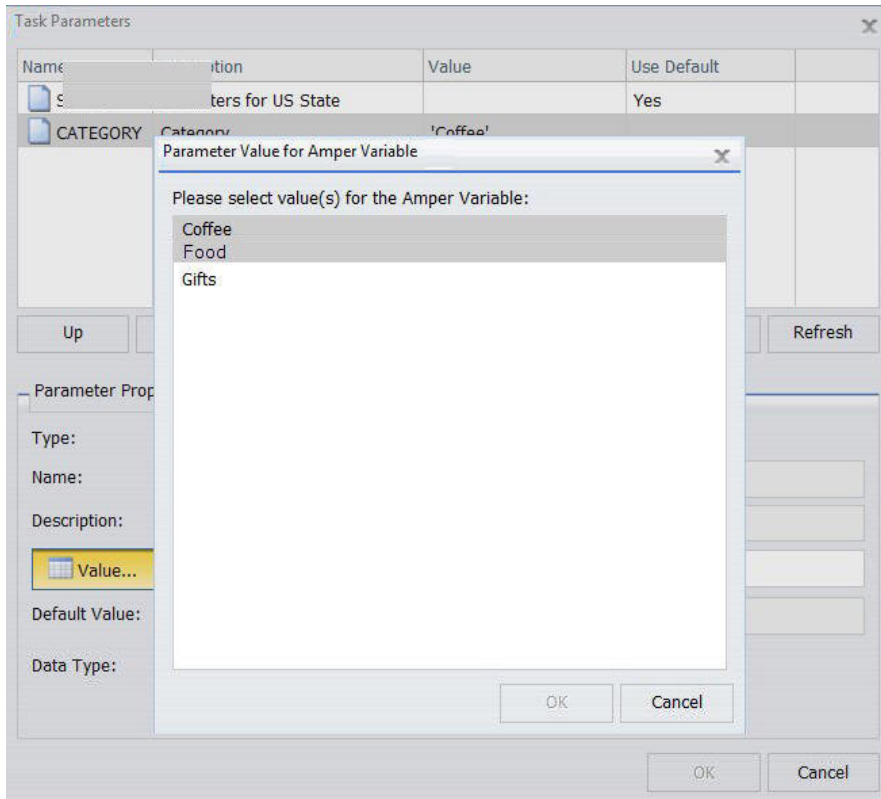 Task Parameters
Name Value Use Default
for US State Yes
CATEGORY Category 'Coffee'
Parameter Value for Amper Variable
Please select value(s) for the Amper Variable:
Coffee
Food
Gifts
Up Refresh
Parameter
Type:
Name:
Description:
Value...
Default Value:
Data Type:
OK Cancel
OK Cancel